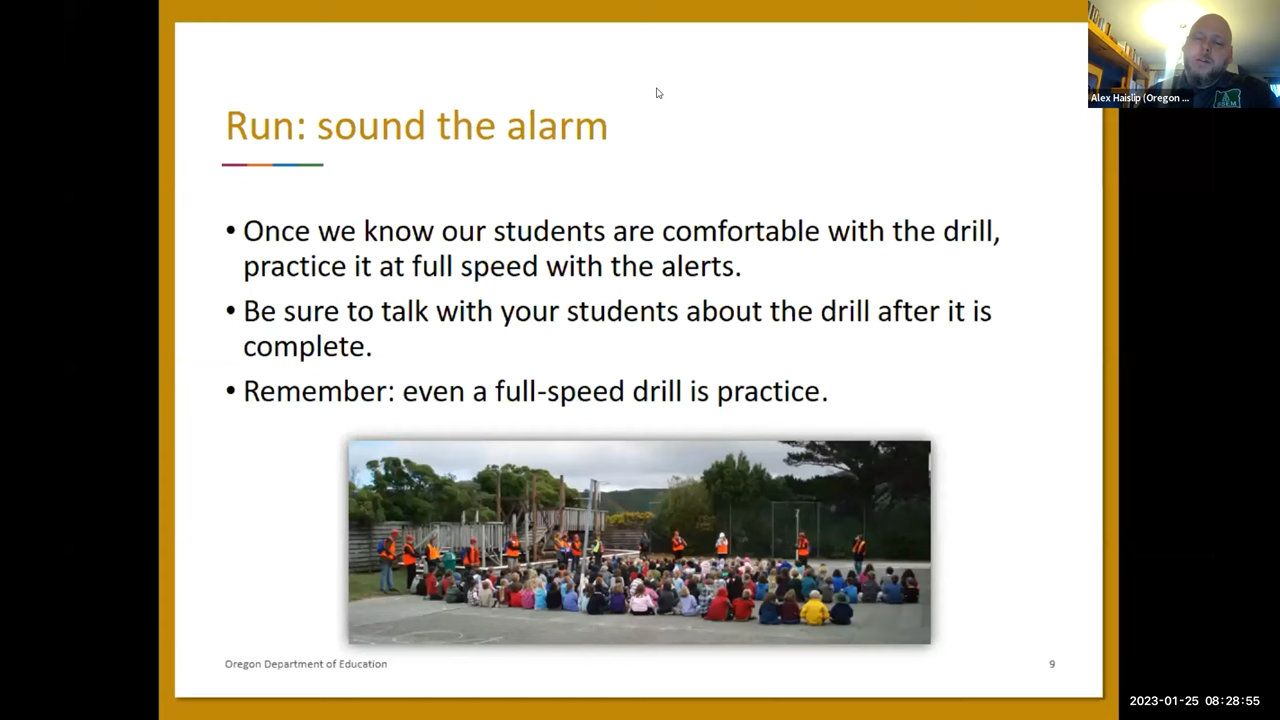 Alex Haislip (Oregon ...
Run: sound the alarm
• Once we know our students are comfortable with the drill,
practice it at full speed with the alerts.
• Be sure to talk with your students about the drill after it is
complete.
• Remember: even a full-speed drill is practice.
Oregon Department of Education
9
2023-01-25 08:28:55